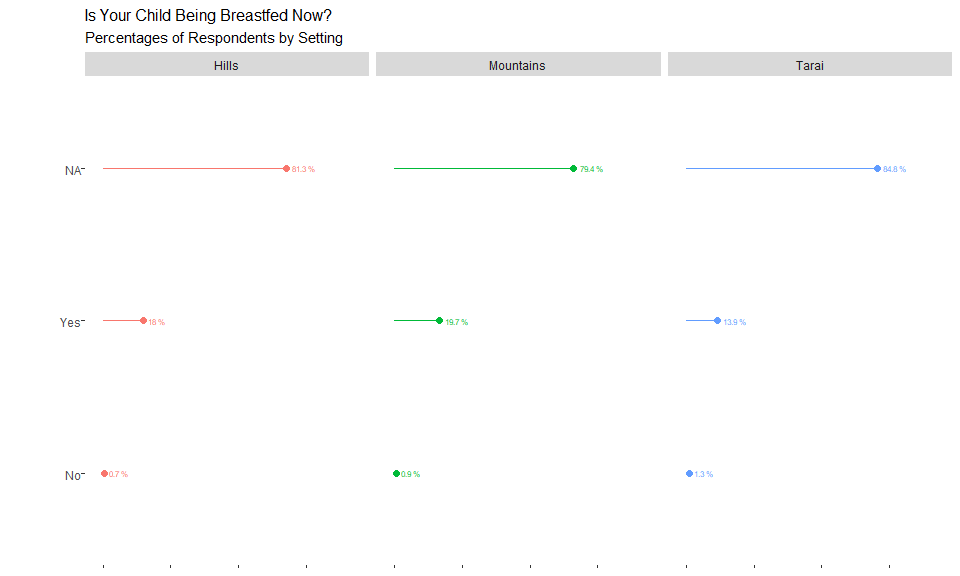 Is Your Child Being Breastfed Now?
Percentages of Respondents by Setting
Hills Mountains Tarai
NA 81.3 % 79.4 % 84.8 %
Yes 18 % 19.7 % 13.9 %
No 0.7 % 0.9 % 1.3 %